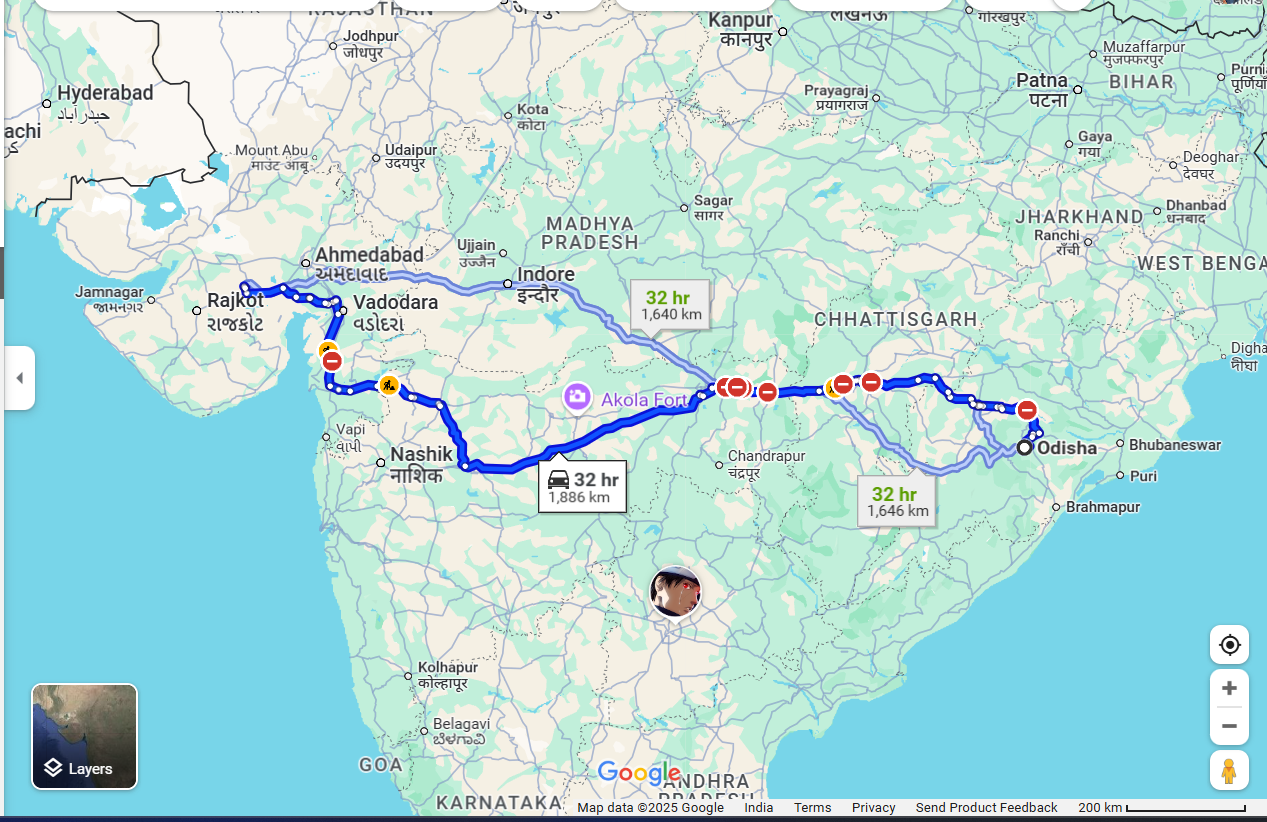 RAJASTHAN
Jodhpur
जोधपुर
Kanpur
कानपुर
लखनऊ
गोरखपुर
Muzaffarpur
मुजफ्फरपुर
Patna
पटना
BIHAR
Hyderabad
حيدرآباد
achi
Prayagraj
प्रयागराज
Kota
कोटा
Gaya
गया
Mount Abu
माउंट आबू
Udaipur
उदयपुर
Deoghar
देवघर
Sagar
सागर
Dhanbad
धनबाद
JHARKHAND
Ranchi
राँची
MADHYA
PRADESH
Ujjain
उज्जैन
Ahmedabad
અમદાવાદ
Indore
इन्दौर
WEST BENGA
Jamnagar
જામનગર
Rajkot
રાજકોટ
Vadodara
વડોદરા
32 hr
1,640 km
CHHATTISGARH
Digha
দীঘা
Akola Fort
Vapi
વાપી
Nashik
नाशिक
32 hr
1,886 km
Chandrapur
चंद्रपूर
32 hr
1,646 km
Odisha
Bhubaneswar
Puri
Brahmapur
Kolhapur
कोल्हापूर
Belagavi
ಬೆಳಗಾವಿ
GOA
KARNATAKA
Layers
Google
ANDHRA
PRADESH
Map data ©2025 Google India Terms Privacy Send Product Feedback 200 km